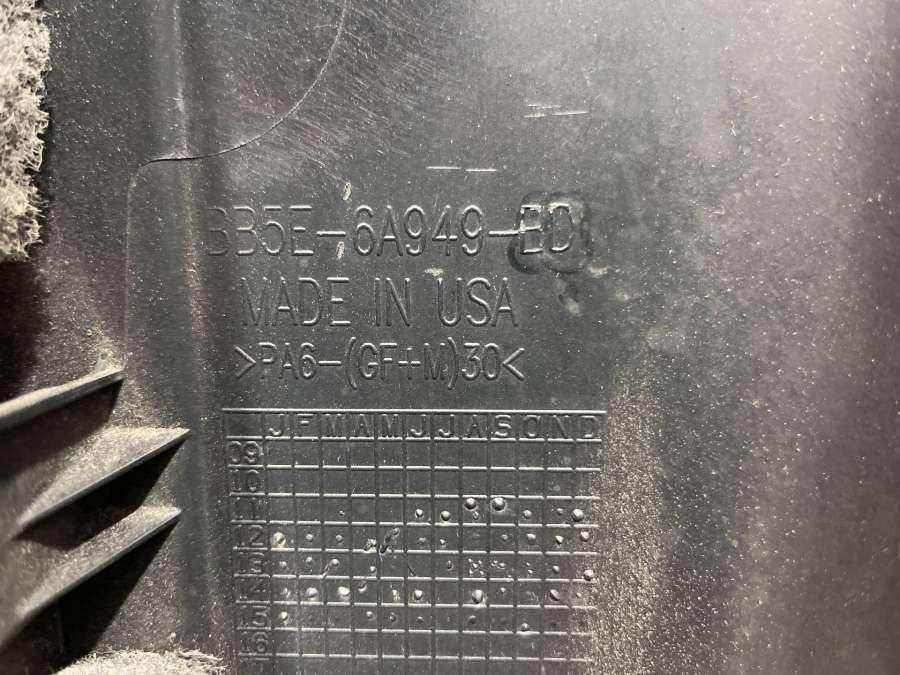 BB5E-6A949-BD
MADE IN USA
>PA6-(GF+M)30<
J F M A M J J A S O N D
09
10
11
12
13
14
15
16